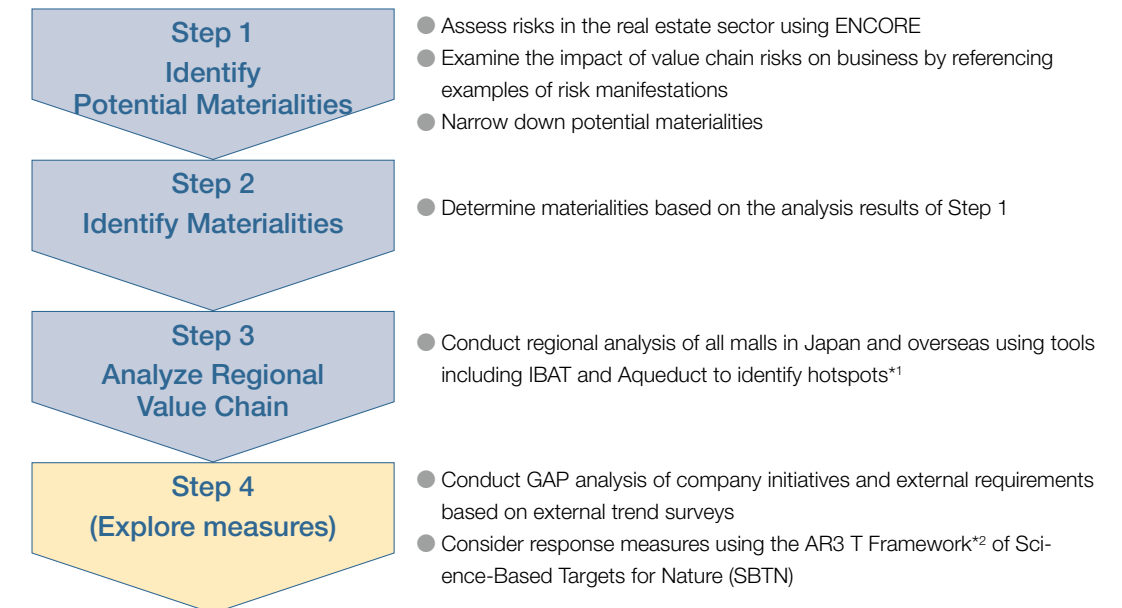 Step 1
Identify
Potential Materialities
● Assess risks in the real estate sector using ENCORE
● Examine the impact of value chain risks on business by referencing
examples of risk manifestations
● Narrow down potential materialities
Step 2
Identify Materialities
● Determine materialities based on the analysis results of Step 1
Step 3
Analyze Regional
Value Chain
● Conduct regional analysis of all malls in Japan and overseas using tools
including IBAT and Aqueduct to identify hotspots*1
Step 4
(Explore measures)
● Conduct GAP analysis of company initiatives and external requirements
based on external trend surveys
● Consider response measures using the AR3 T Framework*2 of Sci-
ence-Based Targets for Nature (SBTN)